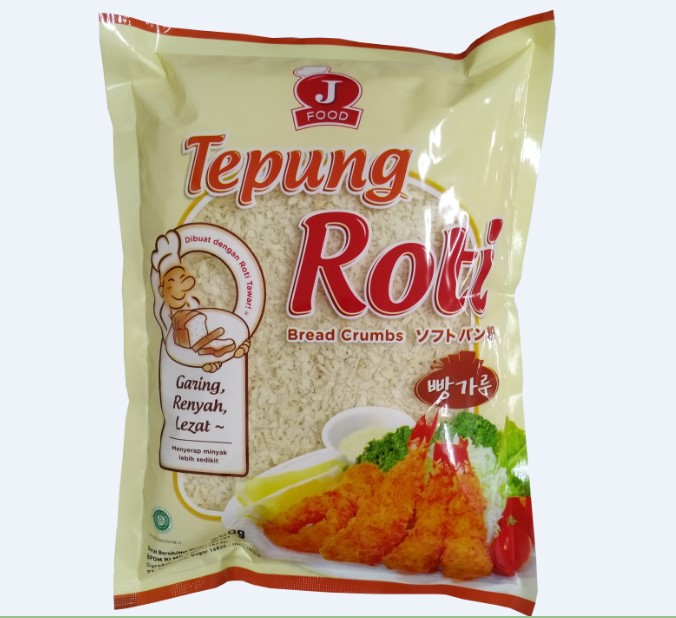 J
FOOD
Tepung
Roti
Dibuat dengan Roti Tawar!
Bread Crumbs ソフトパン粉
빵가루
Garing,
Renyah,
Lezat ~
Menyerap minyak
lebih sedikit